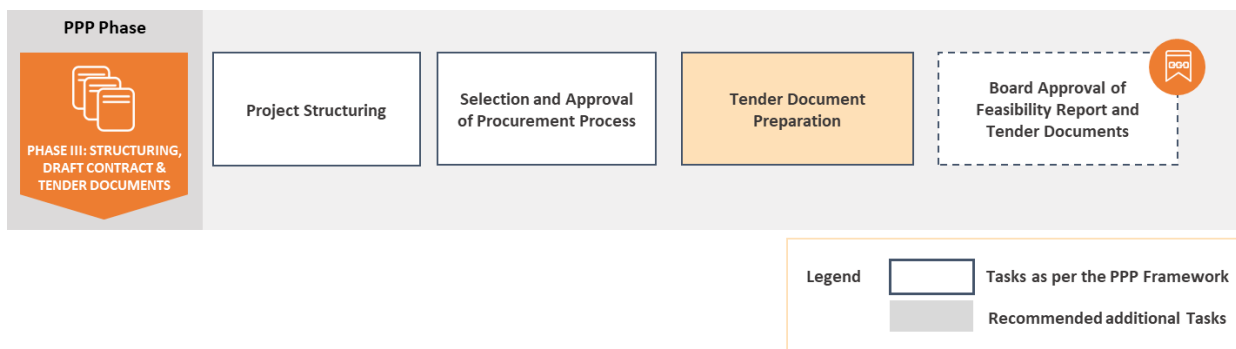 PPP Phase
PHASE III: STRUCTURING,
DRAFT CONTRACT &
TENDER DOCUMENTS
Project Structuring
Selection and Approval
of Procurement Process
Tender Document
Preparation
Board Approval of
Feasibility Report and
Tender Documents
Legend
Tasks as per the PPP Framework
Recommended additional Tasks